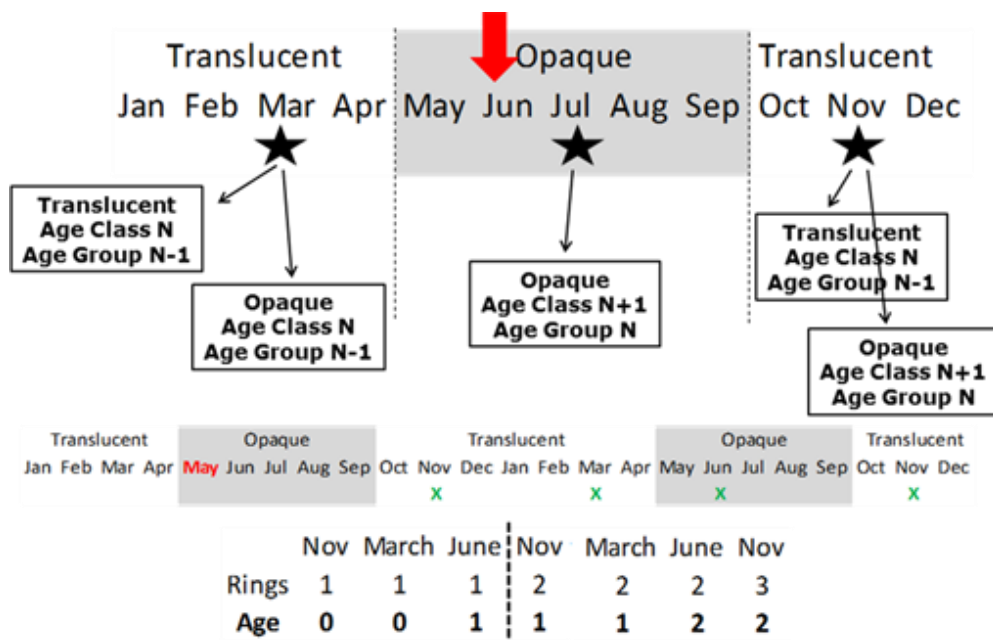 Translucent Opaque Translucent
Jan Feb Mar Apr May Jun Jul Aug Sep Oct Nov Dec
Translucent
Age Class N
Age Group N-1
Opaque
Age Class N
Age Group N-1
Opaque
Age Class N+1
Age Group N
Translucent
Age Class N
Age Group N-1
Opaque
Age Class N+1
Age Group N
Translucent Opaque Translucent Opaque Translucent
Jan Feb Mar Apr May Jun Jul Aug Sep Oct Nov Dec Jan Feb Mar Apr May Jun Jul Aug Sep Oct Nov Dec
X X X X
Nov March June Nov March June Nov
Rings 1 1 1 2 2 2 3
Age 0 0 1 1 1 2 2